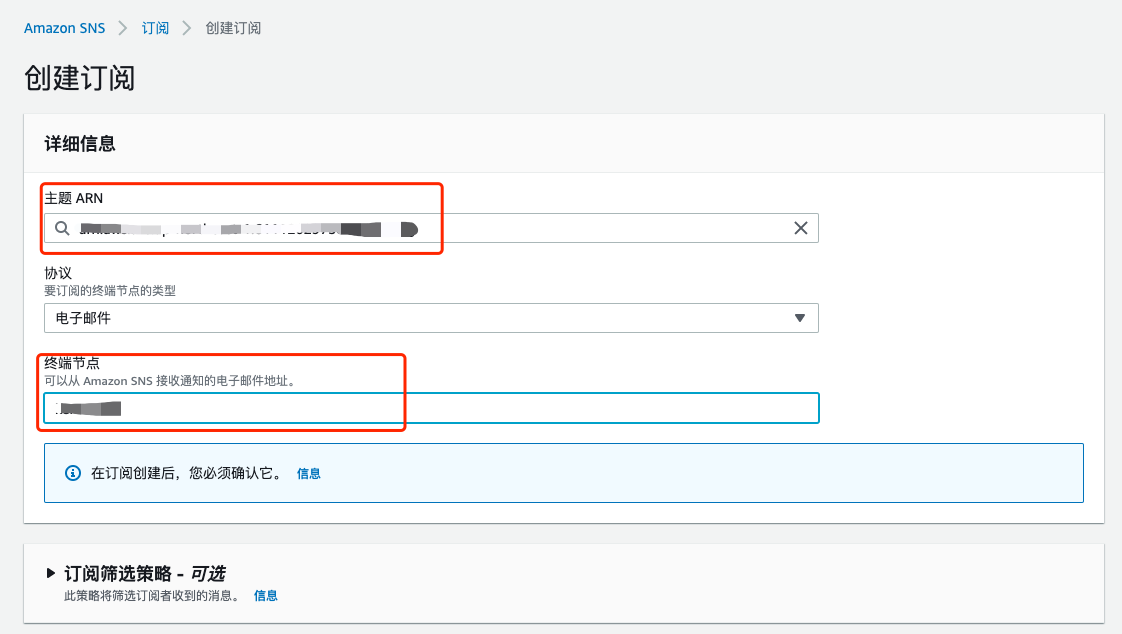 Amazon SNS > 订阅 > 创建订阅
创建订阅
详细信息
主题 ARN
协议
要订阅的终端节点的类型
电子邮件
终端节点
可以从 Amazon SNS 接收通知的电子邮件地址。
在订阅创建后，您必须确认它。 信息
订阅筛选策略 - 可选
此策略将筛选订阅者收到的消息。 信息